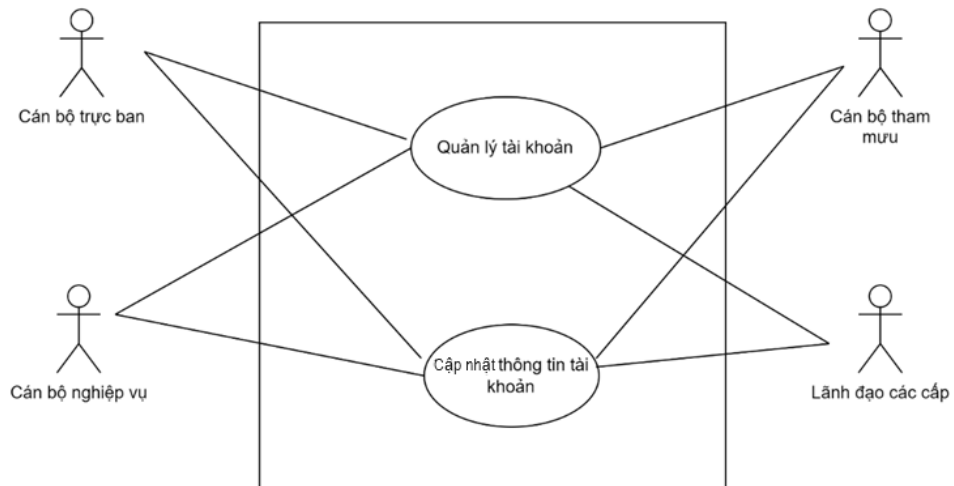 Cán bộ trực ban
Cán bộ tham
mưu
Quản lý tài khoản
Cán bộ nghiệp vụ
Cập nhật thông tin tài
khoản
Lãnh đạo các cấp